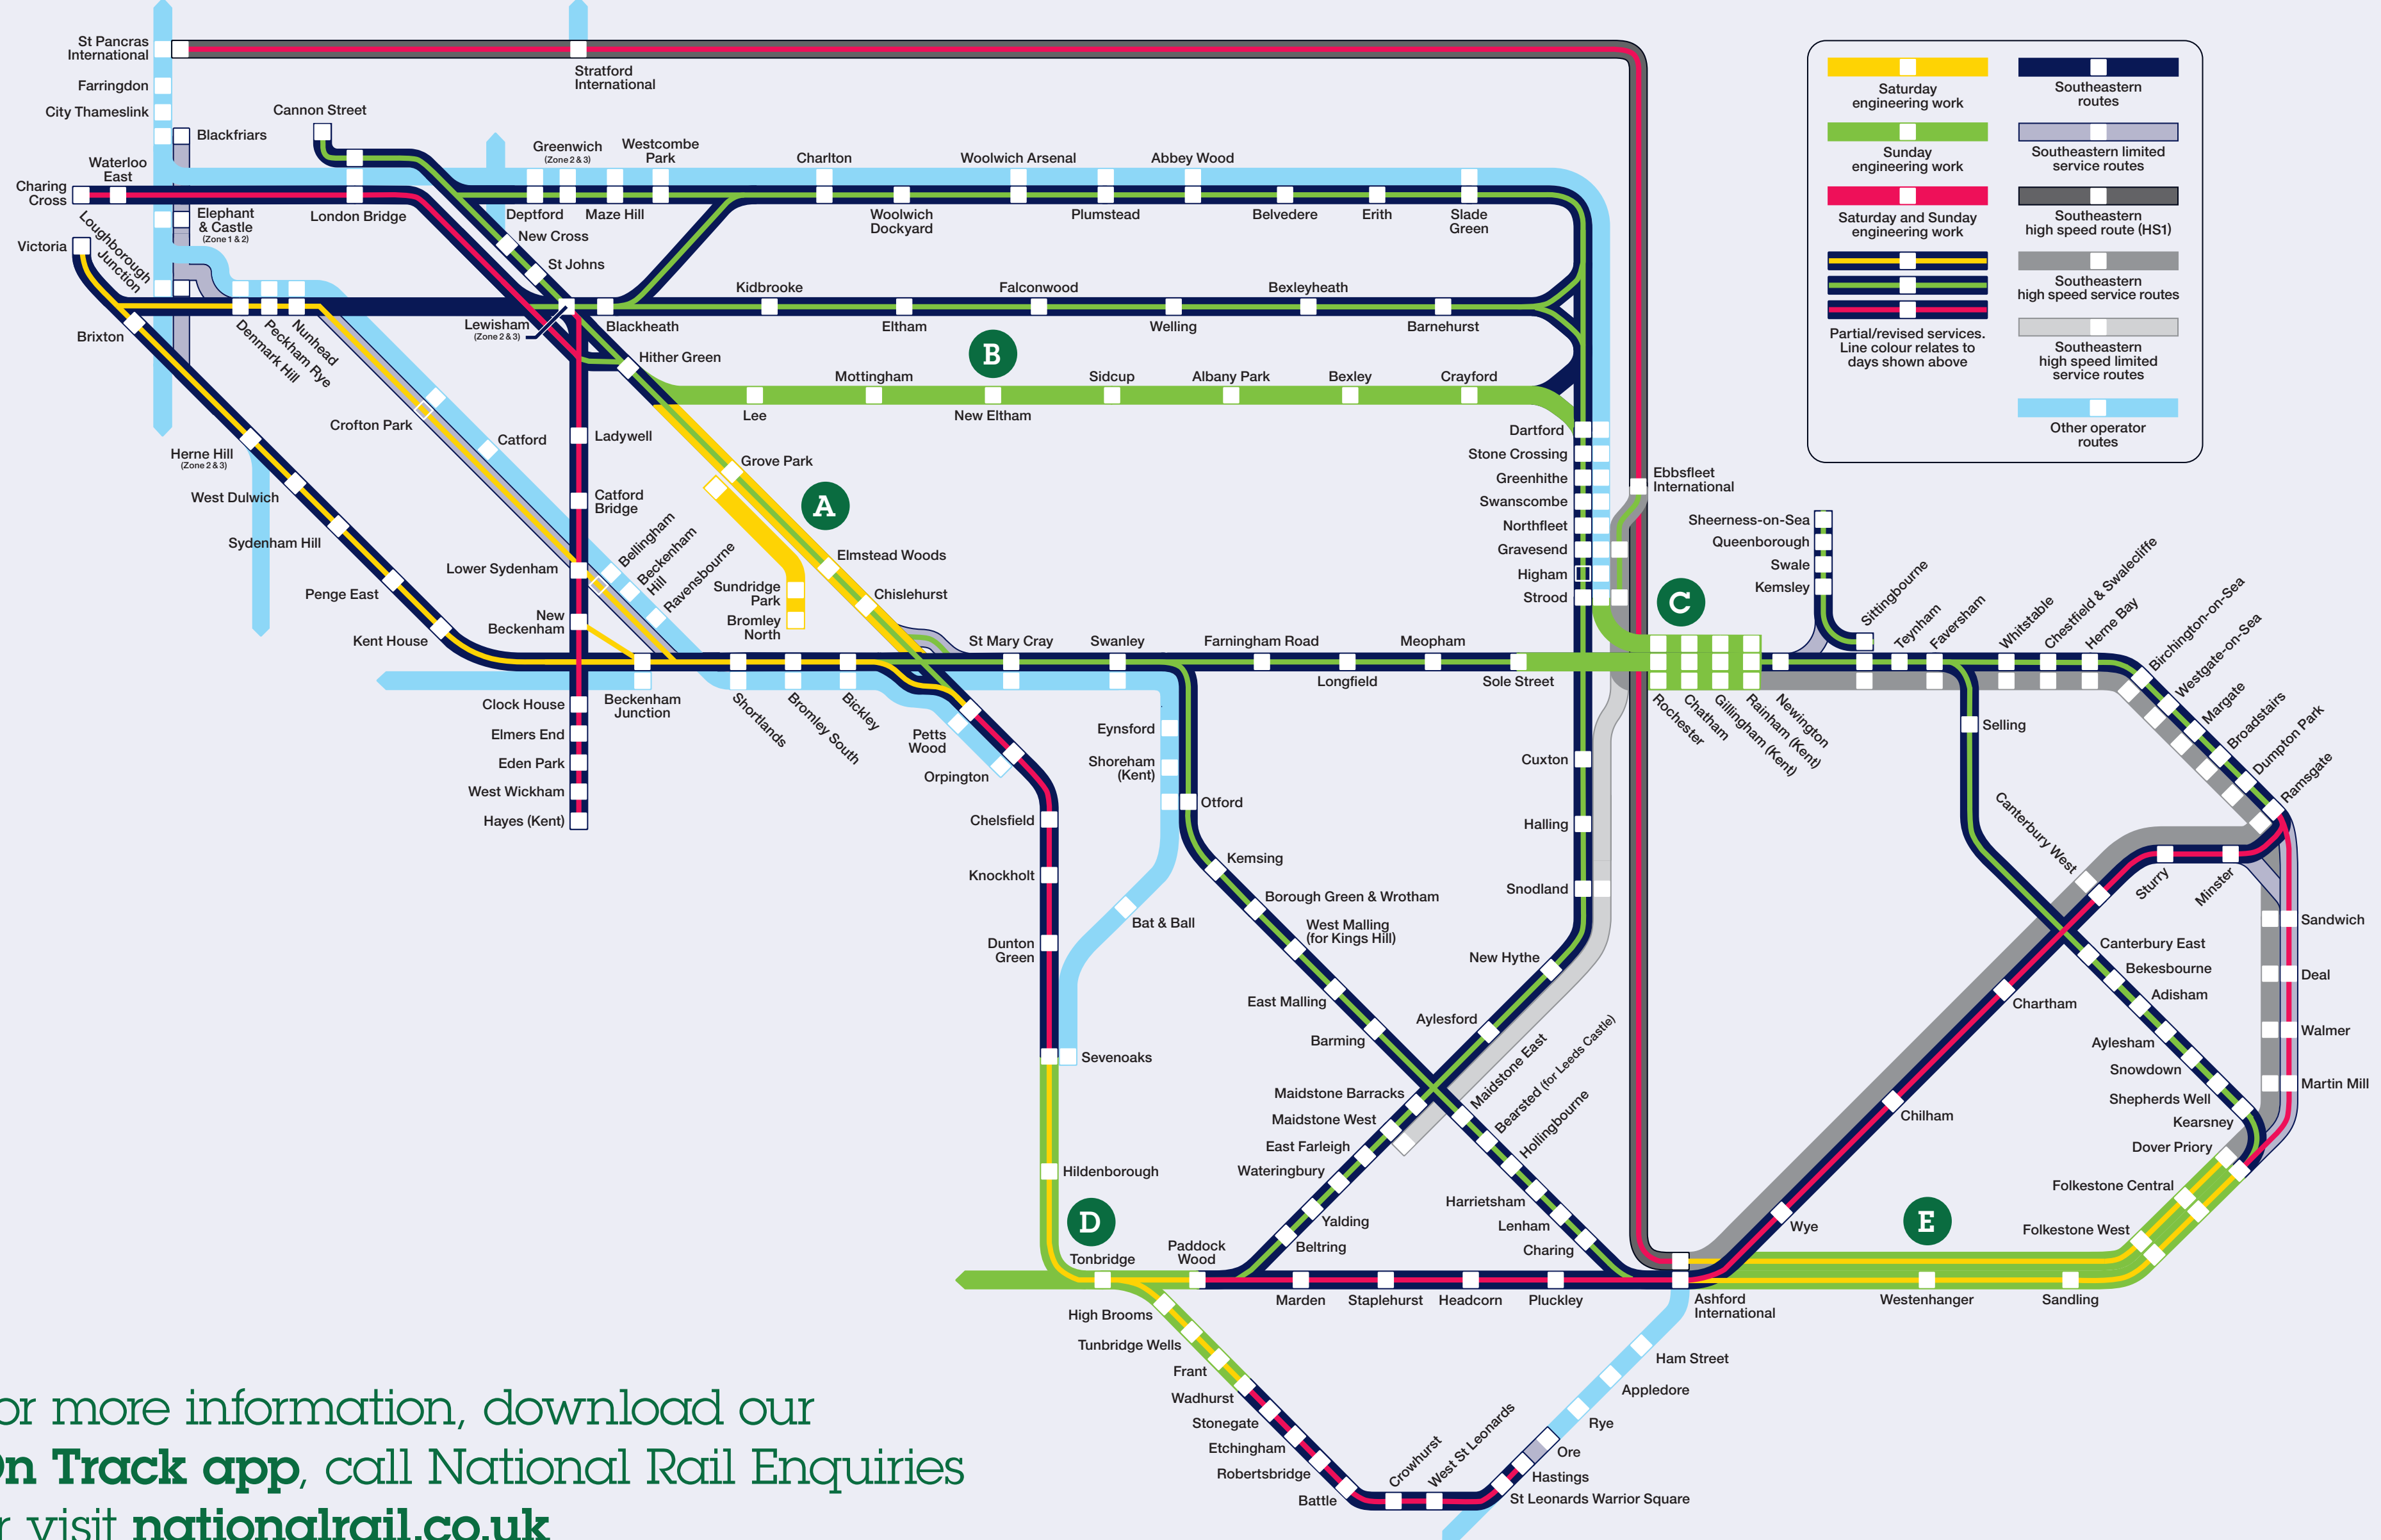 St Pancras
International
Farringdon
City Thameslink
Blackfriars
Cannon Street
Waterloo
East
Charing
Cross
Victoria
Loughborough
Junction
Elephant
& Castle
(Zone 1 & 2)
London Bridge
Stratford
International
Greenwich
(Zone 2 & 3)
Westcombe
Park
Charlton
Woolwich Arsenal
Abbey Wood
Deptford
Maze Hill
Woolwich
Dockyard
Plumstead
Belvedere
Erith
Slade
Green
New Cross
St Johns
Lewisham
(Zone 2 & 3)
Blackheath
Kidbrooke
Eltham
Falconwood
Welling
Bexleyheath
Barnehurst
Hither Green
B
Lee
Mottingham
New Eltham
Sidcup
Albany Park
Bexley
Crayford
Brixton
Denmark Hill
Peckham Rye
Nunhead
Crofton Park
Catford
Herne Hill
(Zone 2 & 3)
West Dulwich
Sydenham Hill
Penge East
Kent House
Ladywell
Catford
Bridge
Lower Sydenham
New
Beckenham
Bellingham
Beckenham
Hill
Ravensbourne
Grove Park
A
Elmstead Woods
Sundridge
Park
Bromley
North
Chislehurst
Clock House
Elmers End
Eden Park
West Wickham
Hayes (Kent)
Beckenham
Junction
Shortlands
Bromley South
Bickley
Petts
Wood
Orpington
St Mary Cray
Swanley
Farningham Road
Longfield
Meopham
Sole Street
Dartford
Stone Crossing
Greenhithe
Swanscombe
Northfleet
Gravesend
Higham
Strood
Ebbsfleet
International
C
Rochester
Chatham
Gillingham (Kent)
Rainham (Kent)
Newington
Sheerness-on-Sea
Queenborough
Swale
Kemsley
Sittingbourne
Teynham
Faversham
Whitstable
Chestfield & Swalecliffe
Herne Bay
Birchington-on-Sea
Westgate-on-Sea
Margate
Broadstairs
Dumpton Park
Ramsgate
Selling
Canterbury West
Sturry
Minster
Sandwich
Deal
Walmer
Martin Mill
Canterbury East
Bekesbourne
Adisham
Aylesham
Snowdown
Shepherds Well
Kearsney
Dover Priory
Folkestone Central
Folkestone West
Chartham
Chilham
Wye
E
Westenhanger
Sandling
Ashford
International
Eynsford
Shoreham
(Kent)
Otford
Bat & Ball
Chelsfield
Knockholt
Dunton
Green
Sevenoaks
Hildenborough
D
Tonbridge
Paddock
Wood
Kemsing
Borough Green & Wrotham
West Malling
(for Kings Hill)
East Malling
Barming
Maidstone East
Bearsted (for Leeds Castle)
Hollingbourne
Harrietsham
Lenham
Charing
Cuxton
Halling
Snodland
New Hythe
Aylesford
Maidstone Barracks
Maidstone West
East Farleigh
Wateringbury
Yalding
Beltring
Marden
Staplehurst
Headcorn
Pluckley
High Brooms
Tunbridge Wells
Frant
Wadhurst
Stonegate
Etchingham
Robertsbridge
Battle
Crowhurst
West St Leonards
St Leonards Warrior Square
Hastings
Ore
Rye
Appledore
Ham Street
Saturday
engineering work
Sunday
engineering work
Saturday and Sunday
engineering work
Partial/revised services.
Line colour relates to
days shown above
Southeastern
routes
Southeastern limited
service routes
Southeastern
high speed route (HS1)
Southeastern
high speed service routes
Southeastern
high speed limited
service routes
Other operator
routes
or more information, download our
On Track app, call National Rail Enquiries
r visit nationalrail.co.uk